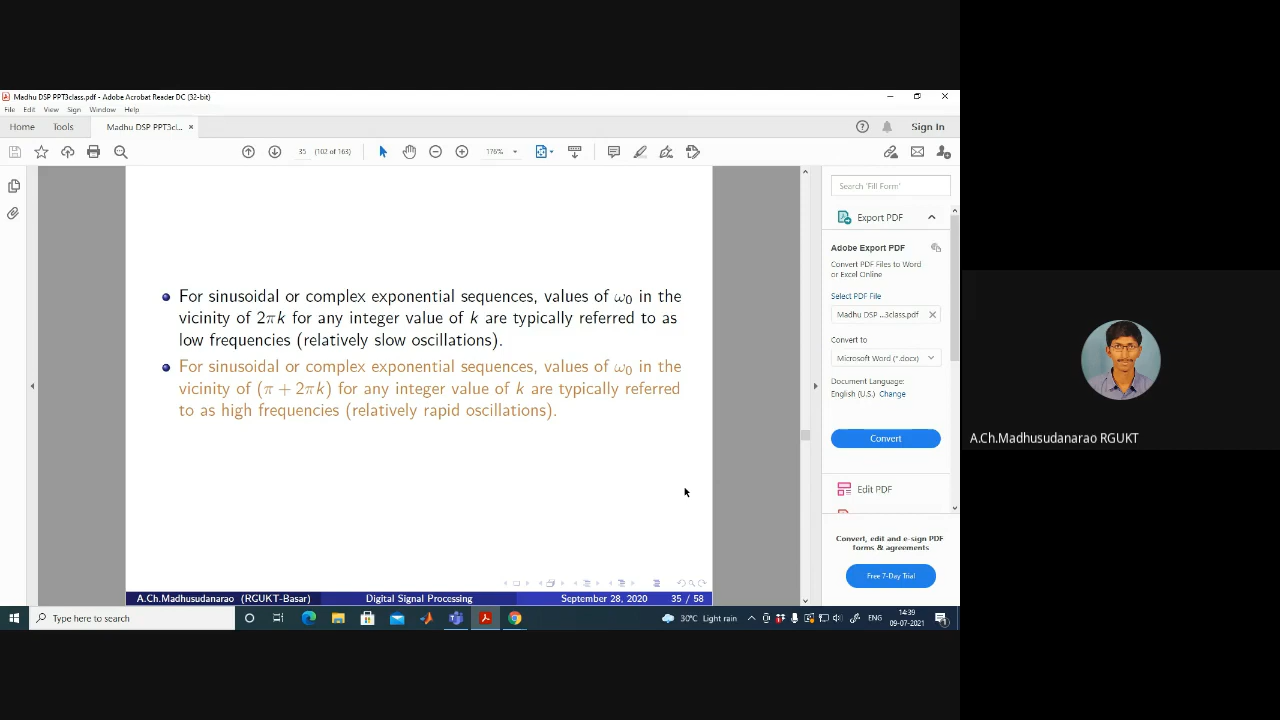 Madhu DSP PPT3class.pdf - Adobe Acrobat Reader DC (32-bit)
File Edit View Sign Window Help
Home Tools Madhu DSP PPT3cl... × Sign In
35 (102 of 163) 176%
For sinusoidal or complex exponential sequences, values of ω₀ in the
vicinity of 2πk for any integer value of k are typically referred to as
low frequencies (relatively slow oscillations).
For sinusoidal or complex exponential sequences, values of ω₀ in the
vicinity of (π + 2πk) for any integer value of k are typically referred
to as high frequencies (relatively rapid oscillations).
A.Ch.Madhusudanarao (RGUKT-Basar) Digital Signal Processing September 28, 2020 35 / 58
Search 'Fill Form'
Export PDF
Adobe Export PDF
Convert PDF Files to Word
or Excel Online
Select PDF File
Madhu DSP ...3class.pdf
Convert to
Microsoft Word (*.docx)
Document Language:
English (U.S.) Change
Convert
Edit PDF
Convert, edit and e-sign PDF
forms & agreements
Free 7-Day Trial
Type here to search
30°C Light rain
ENG
14:39
09-07-2021
A.Ch.Madhusudanarao RGUKT